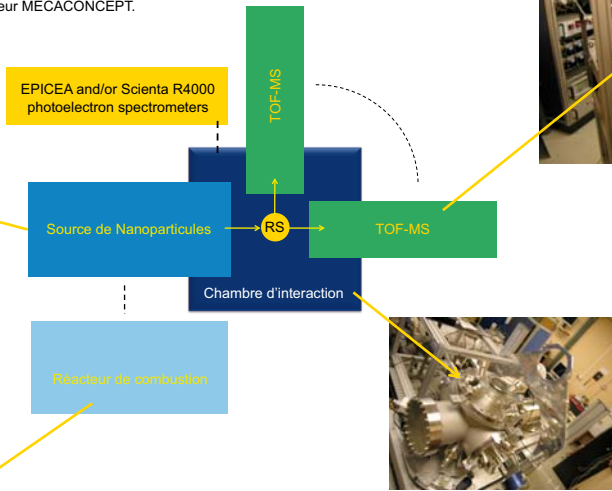 eur MECACONCEPT.
EPICEA and/or Scienta R4000
photoelectron spectrometers
TOF-MS
Source de Nanoparticules
RS
TOF-MS
Chambre d'interaction
Réacteur de combustion